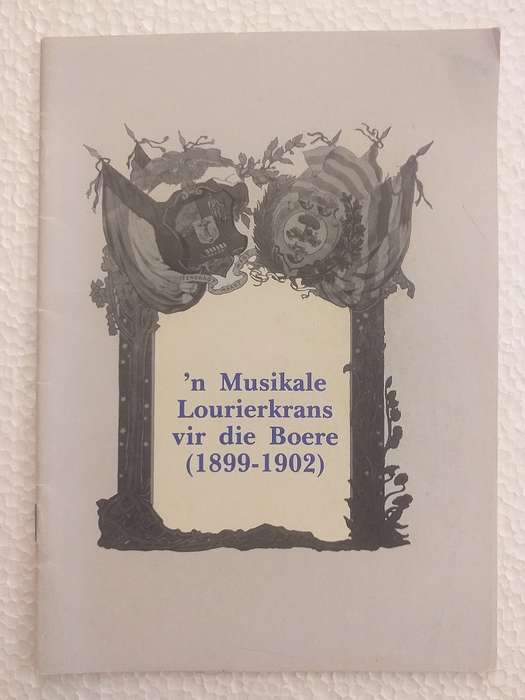 'n Musikale
Lourierkrans
vir die Boere
(1899-1902)